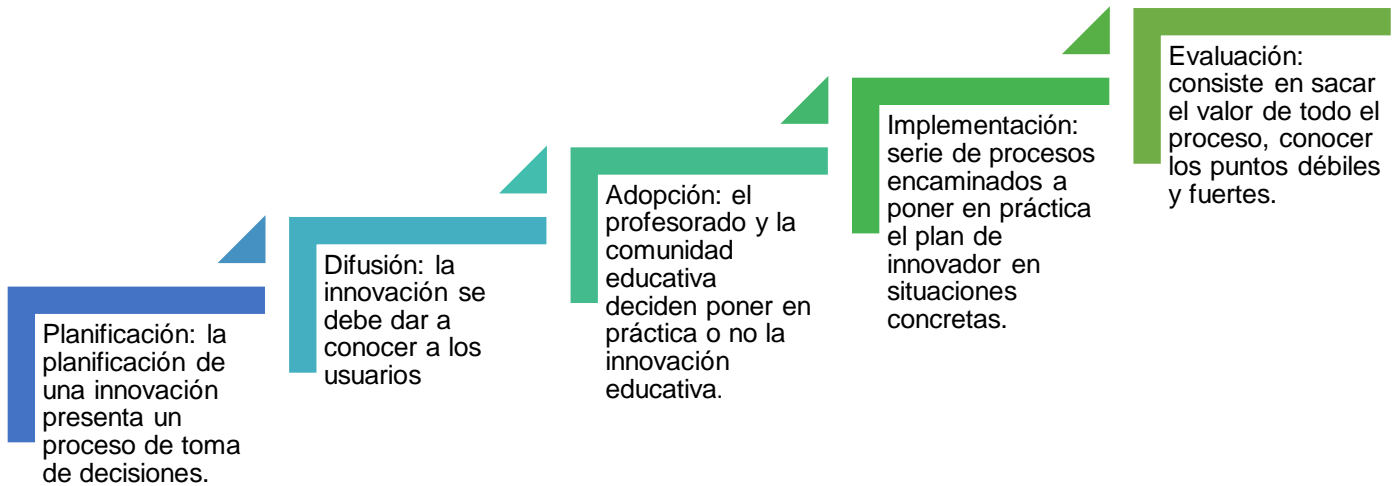 Planificación: la
planificación de
una innovación
presenta un
proceso de toma
de decisiones.
Difusión: la
innovación se
debe dar a
conocer a los
usuarios
Adopción: el
profesorado y la
comunidad
educativa
deciden poner en
práctica o no la
innovación
educativa.
Implementación:
serie de procesos
encaminados a
poner en práctica
el plan de
innovador en
situaciones
concretas.
Evaluación:
consiste en sacar
el valor de todo el
proceso, conocer
los puntos débiles
y fuertes.